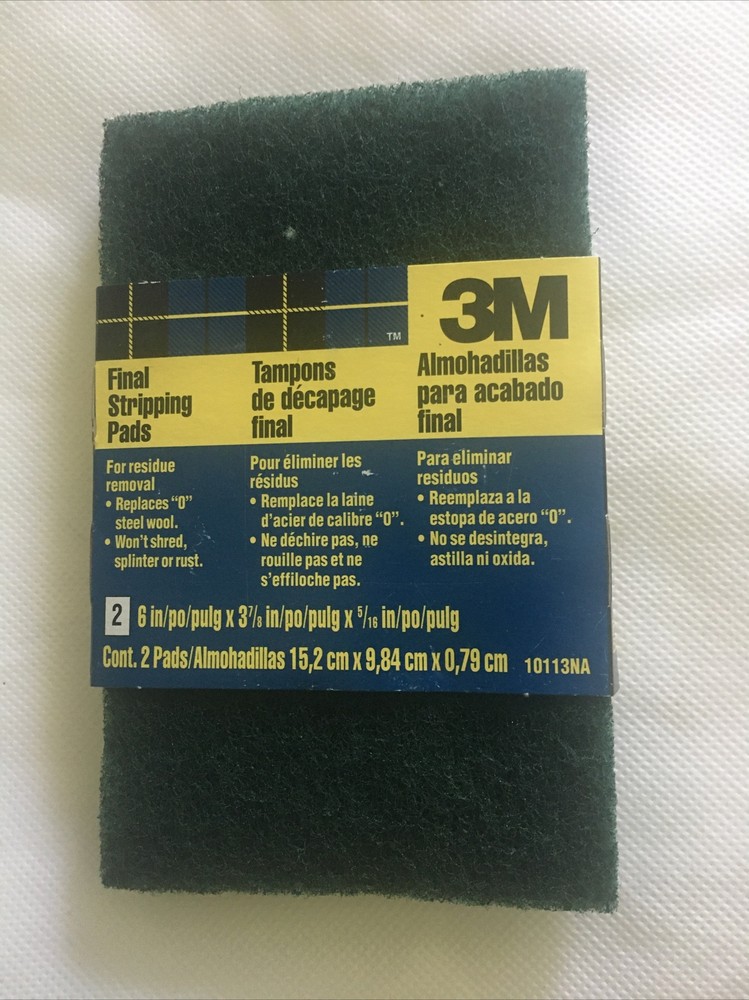 TM
3M
Final
Stripping
Pads
Tampons
de décapage
final
Almohadillas
para acabado
final
For residue
removal
• Replaces “0”
steel wool.
• Won't shred,
splinter or rust.
Pour éliminer les
résidus
• Remplace la laine
d'acier de calibre “0”.
• Ne déchire pas, ne
rouille pas et ne
s'effiloche pas.
Para eliminar
residuos
• Reemplaza a la
estopa de acero “0”.
• No se desintegra,
astilla ni oxida.
2 6 in/po/pulg x 3⅞ in/po/pulg x 5/16 in/po/pulg
Cont. 2 Pads/Almohadillas 15,2 cm x 9,84 cm x 0,79 cm 10113NA